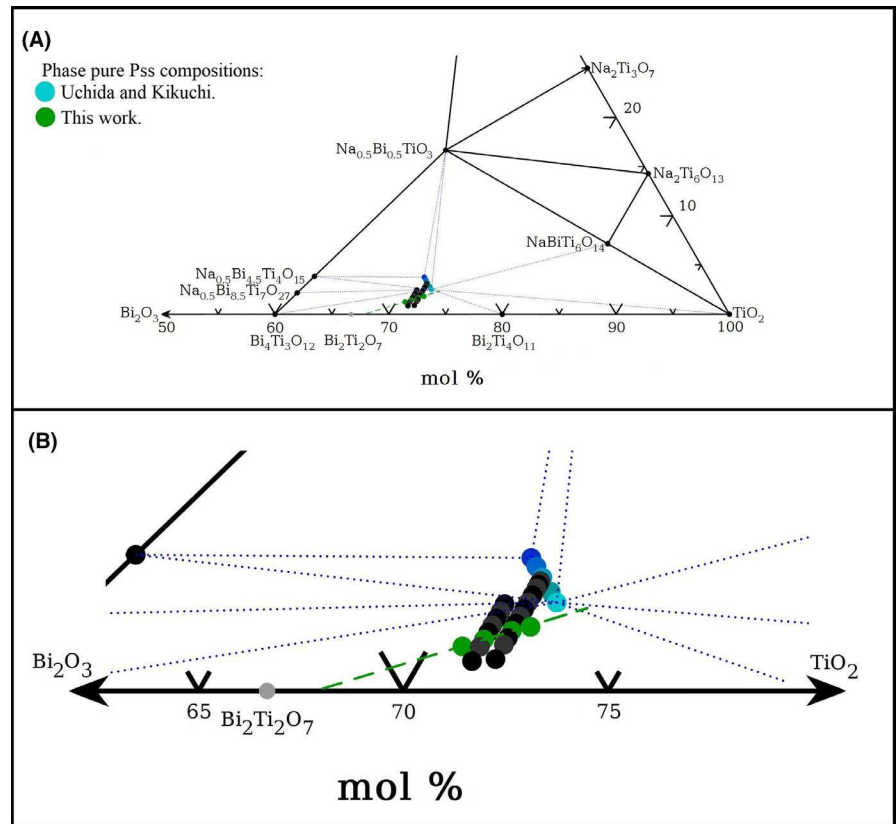 (A)
Phase pure Pss compositions:
Uchida and Kikuchi.
This work.
Na₂Ti₃O₇
20
Na₀.₅Bi₀.₅TiO₃
Na₂Ti₆O₁₃
10
NaBiTi₆O₁₄
Na₀.₅Bi₄.₅Ti₄O₁₅
Na₀.₅Bi₈.₅Ti₇O₂₇
Bi₂O₃
TiO₂
50 60 70 80 90 100
Bi₄Ti₃O₁₂ Bi₂Ti₂O₇ Bi₂Ti₄O₁₁
mol %
(B)
Bi₂O₃ TiO₂
65 70 75
Bi₂Ti₂O₇
mol %